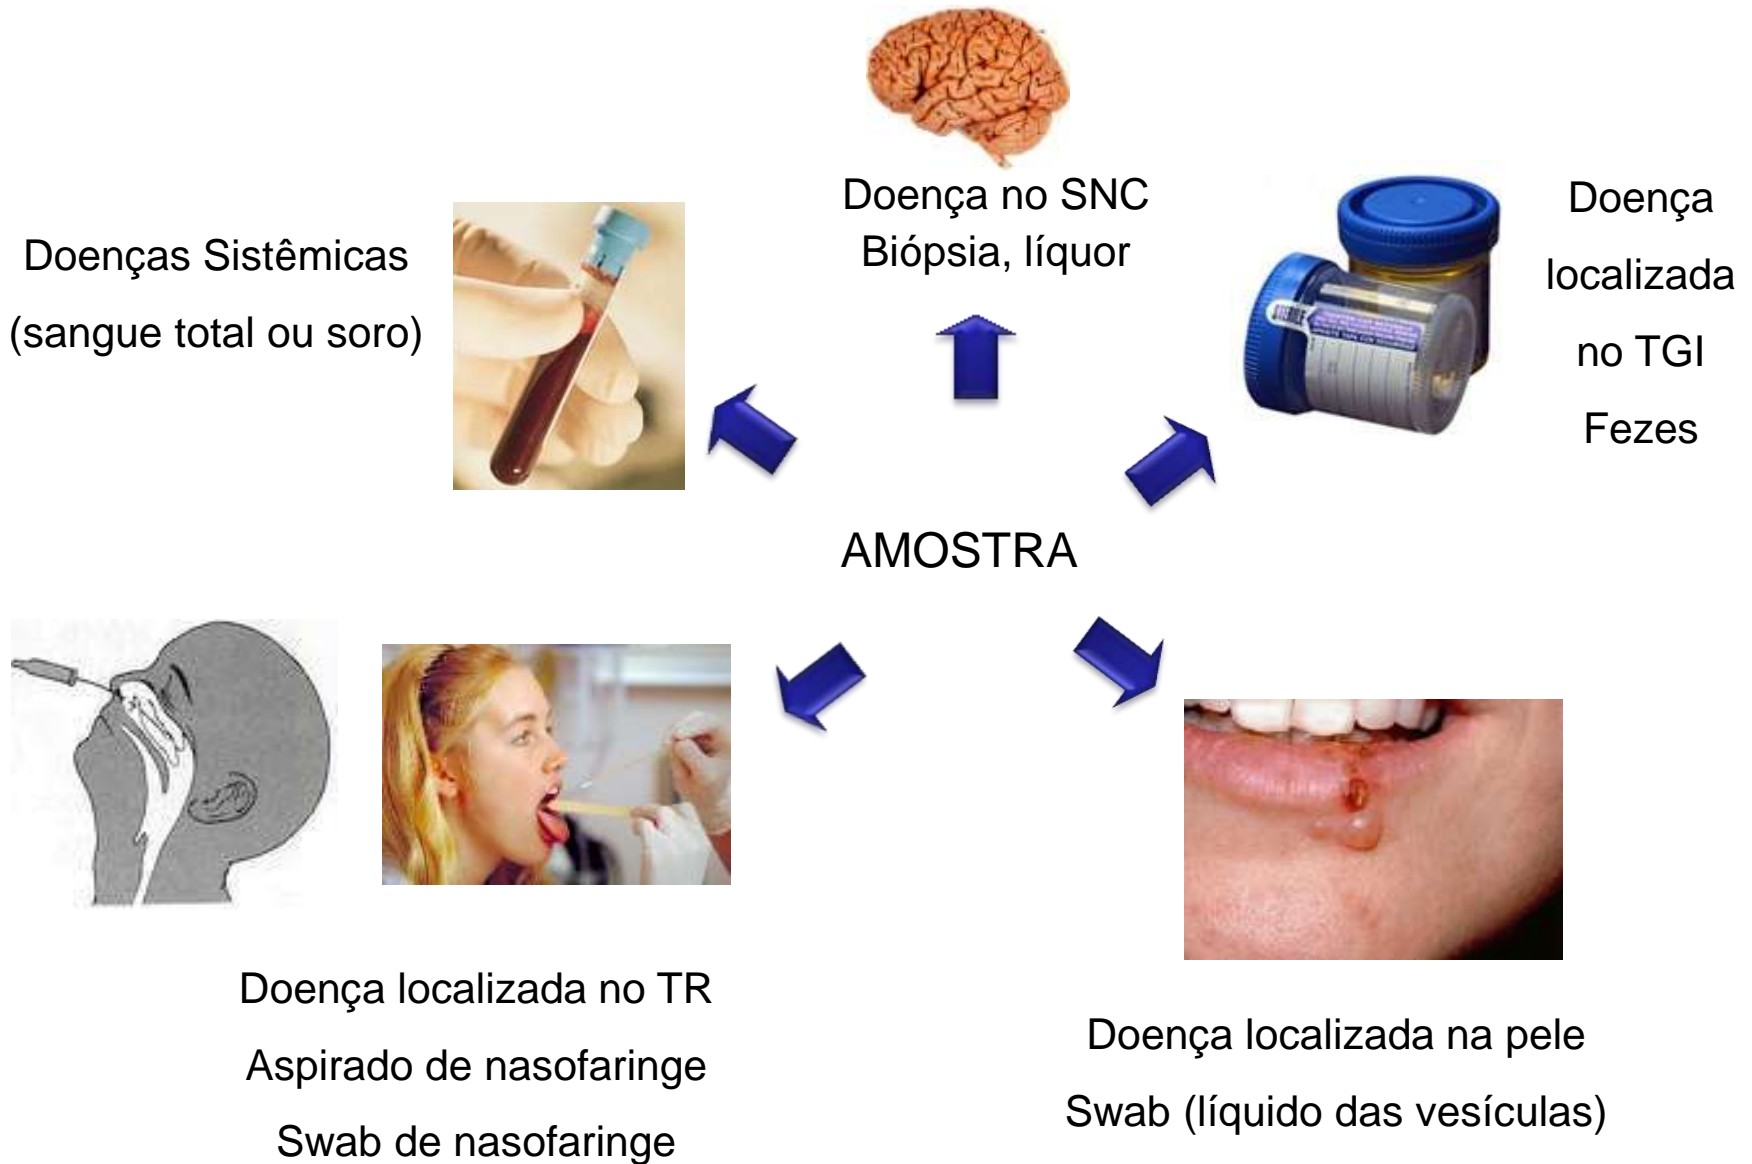 Doença no SNC
Biópsia, líquor
Doenças Sistêmicas
(sangue total ou soro)
Doença
localizada
no TGI
Fezes
AMOSTRA
Doença localizada no TR
Aspirado de nasofaringe
Swab de nasofaringe
Doença localizada na pele
Swab (líquido das vesículas)